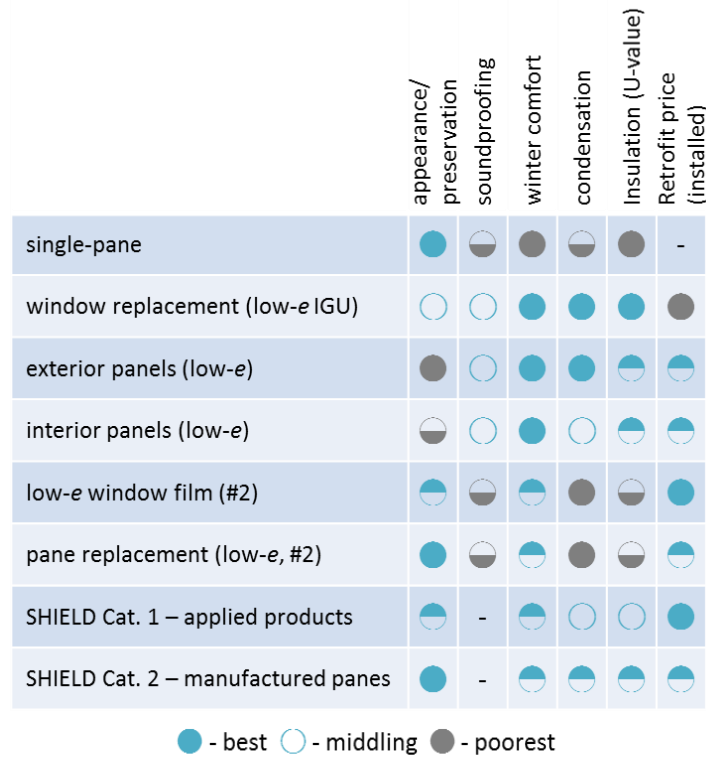 appearance/
preservation
soundproofing
winter comfort
condensation
Insulation (U-value)
Retrofit price
(installed)
single-pane
-
window replacement (low-e IGU)
exterior panels (low-e)
interior panels (low-e)
low-e window film (#2)
pane replacement (low-e, #2)
SHIELD Cat. 1 – applied products
-
SHIELD Cat. 2 – manufactured panes
-
- best
- middling
- poorest